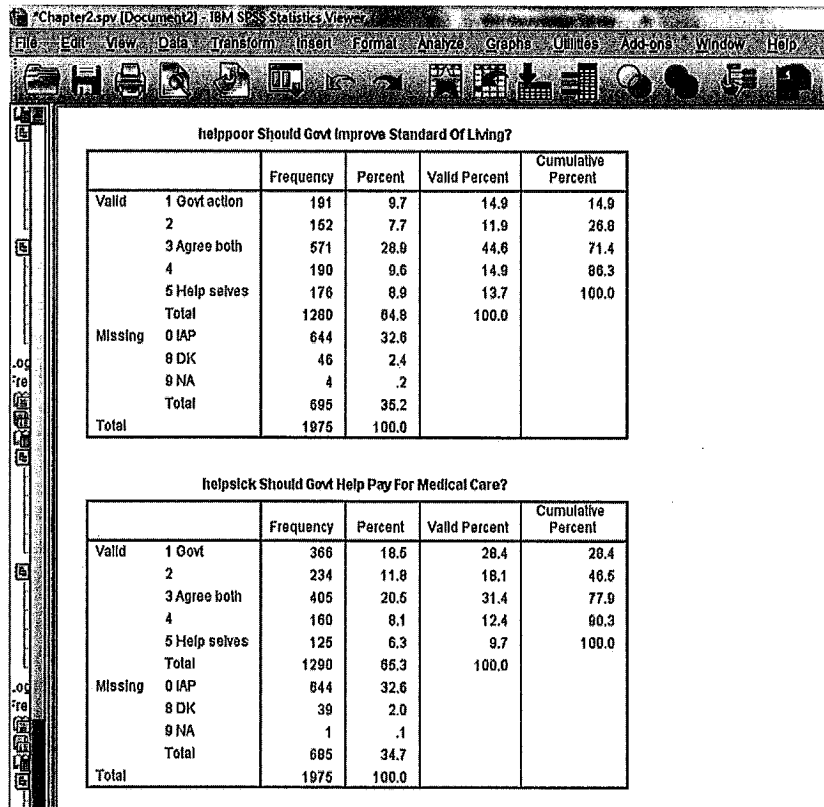 *Chapter2.spv [Document2] - IBM SPSS Statistics Viewer
File Edit View Data Transform Insert Format Analyze Graphs Utilities Add-ons Window Help
helppoor Should Govt Improve Standard Of Living?
Frequency Percent Valid Percent Cumulative Percent
Valid 1 Govt action 191 9.7 14.9 14.9
2 152 7.7 11.9 26.8
3 Agree both 571 28.9 44.6 71.4
4 190 9.6 14.9 86.3
5 Help selves 176 8.9 13.7 100.0
Total 1280 64.8 100.0
Missing 0 IAP 644 32.6
8 DK 46 2.4
9 NA 4 .2
Total 695 35.2
Total 1975 100.0
helpsick Should Govt Help Pay For Medical Care?
Frequency Percent Valid Percent Cumulative Percent
Valid 1 Govt 366 18.5 28.4 28.4
2 234 11.8 18.1 46.5
3 Agree both 405 20.5 31.4 77.9
4 160 8.1 12.4 90.3
5 Help selves 125 6.3 9.7 100.0
Total 1290 65.3 100.0
Missing 0 IAP 644 32.6
8 DK 39 2.0
9 NA 1 .1
Total 685 34.7
Total 1975 100.0